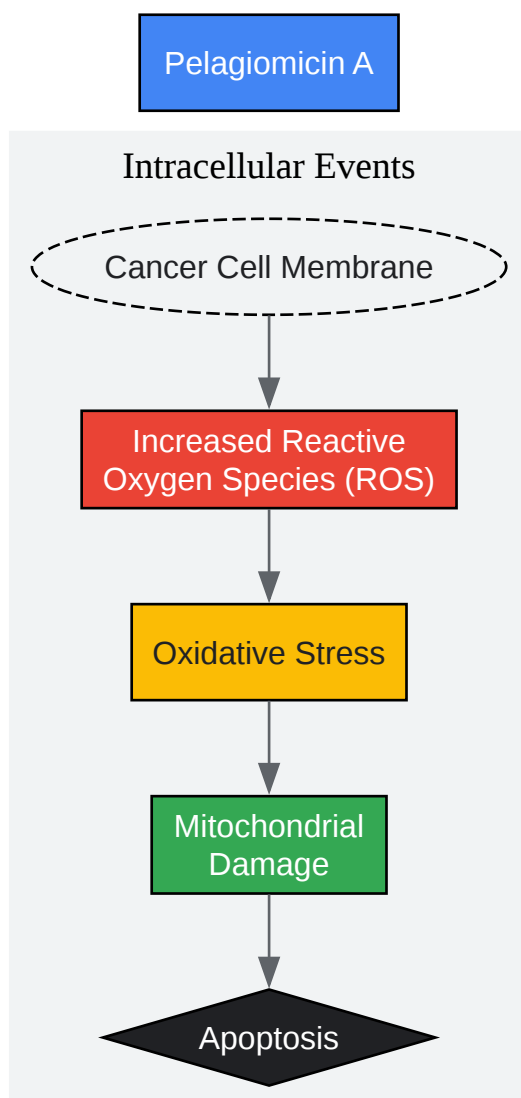 Pelagiomicin A
Intracellular Events
Cancer Cell Membrane
Increased Reactive
Oxygen Species (ROS)
Oxidative Stress
Mitochondrial
Damage
Apoptosis